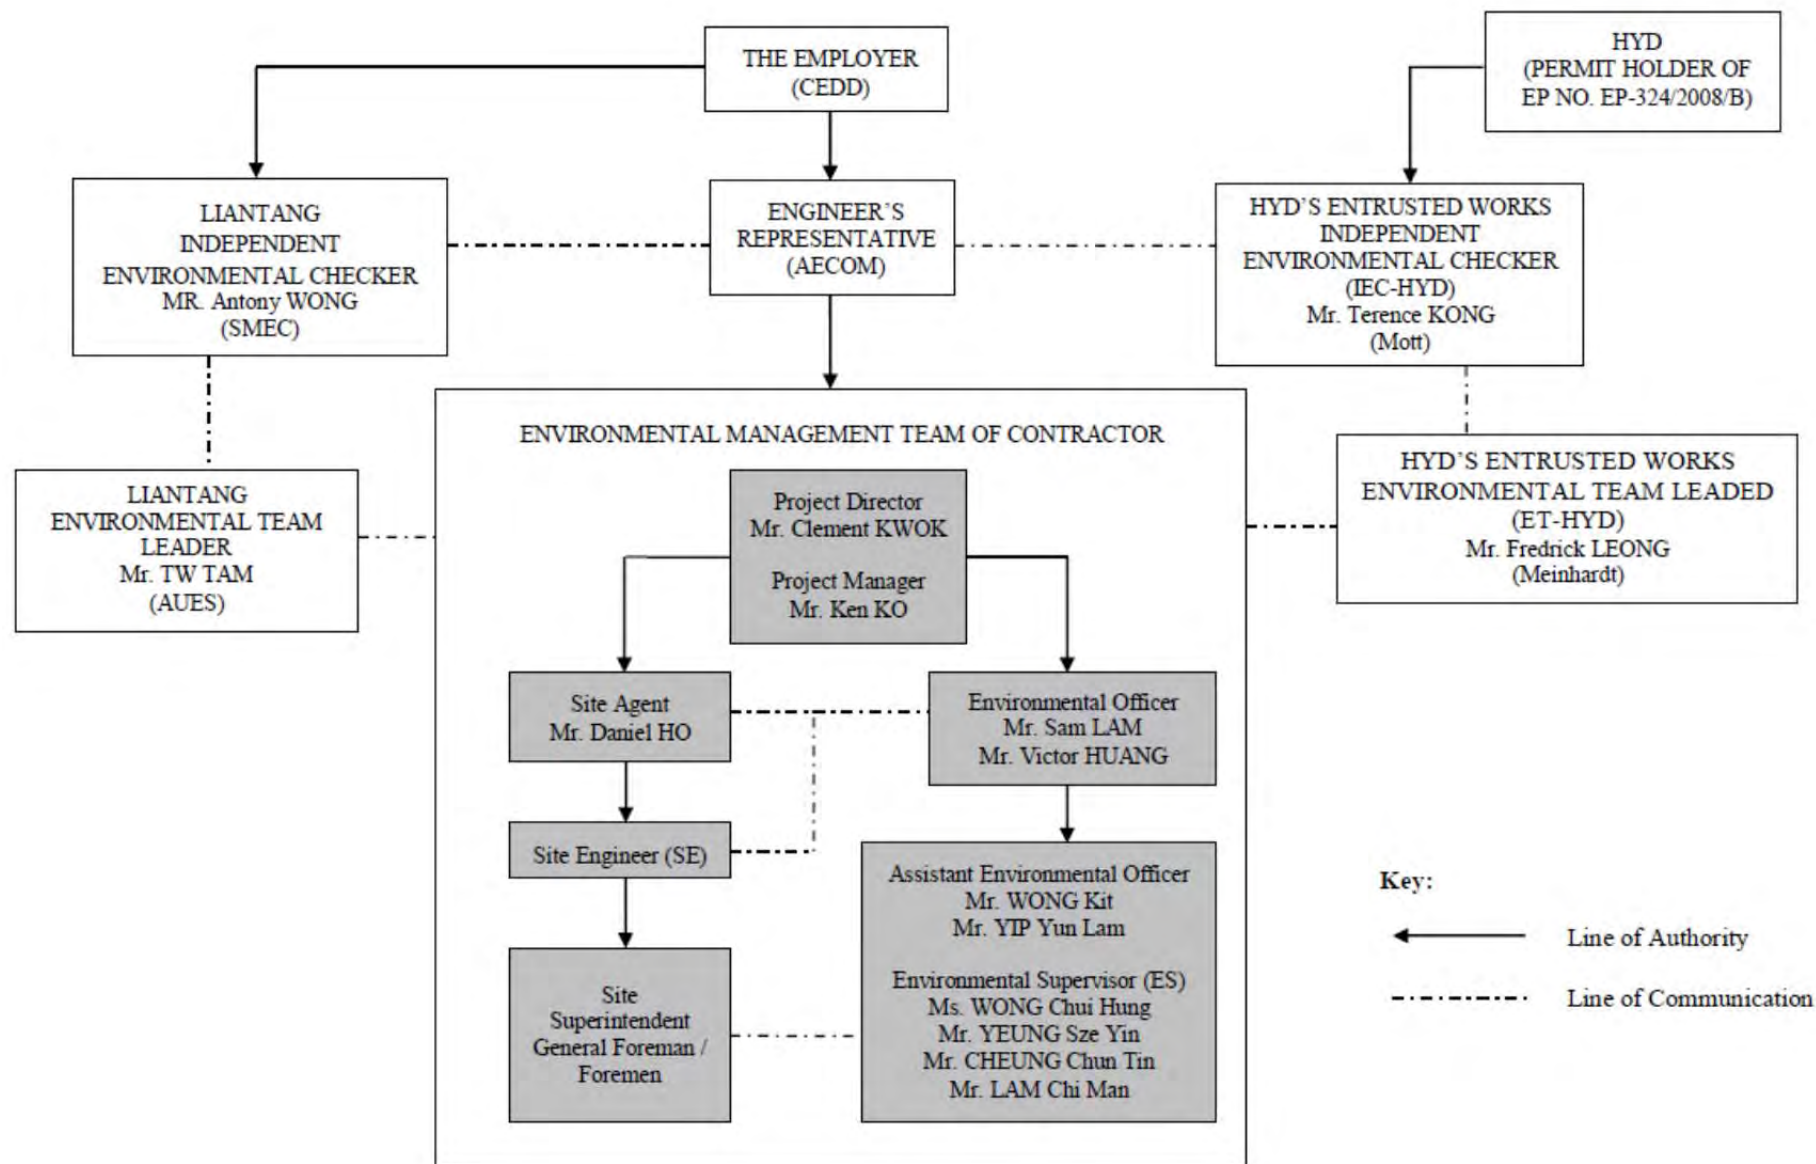 THE EMPLOYER
(CEDD)
HYD
(PERMIT HOLDER OF
EP NO. EP-324/2008/B)
LIANTANG
INDEPENDENT
ENVIRONMENTAL CHECKER
MR. Antony WONG
(SMEC)
ENGINEER'S
REPRESENTATIVE
(AECOM)
HYD'S ENTRUSTED WORKS
INDEPENDENT
ENVIRONMENTAL CHECKER
(IEC-HYD)
Mr. Terence KONG
(Mott)
LIANTANG
ENVIRONMENTAL TEAM
LEADER
Mr. TW TAM
(AUES)
ENVIRONMENTAL MANAGEMENT TEAM OF CONTRACTOR
HYD'S ENTRUSTED WORKS
ENVIRONMENTAL TEAM LEADED
(ET-HYD)
Mr. Fredrick LEONG
(Meinhardt)
Project Director
Mr. Clement KWOK
Project Manager
Mr. Ken KO
Site Agent
Mr. Daniel HO
Environmental Officer
Mr. Sam LAM
Mr. Victor HUANG
Site Engineer (SE)
Assistant Environmental Officer
Mr. WONG Kit
Mr. YIP Yun Lam
Environmental Supervisor (ES)
Ms. WONG Chui Hung
Mr. YEUNG Sze Yin
Mr. CHEUNG Chun Tin
Mr. LAM Chi Man
Site
Superintendent
General Foreman /
Foremen
Key:
Line of Authority
Line of Communication